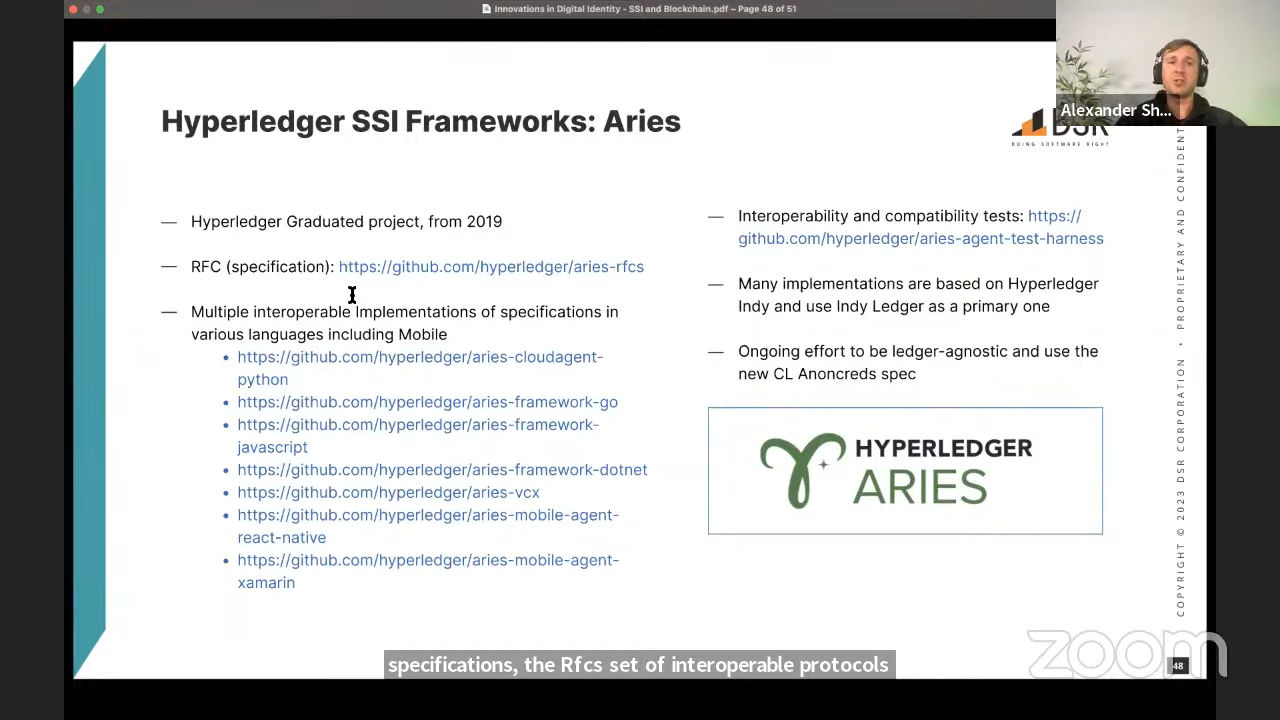 Innovations in Digital Identity - SSI and Blockchain.pdf – Page 48 of 51
Alexander Sh...
Hyperledger SSI Frameworks: Aries
DSR
DOING SOFTWARE RIGHT
— Hyperledger Graduated project, from 2019
— RFC (specification): https://github.com/hyperledger/aries-rfcs
— Multiple interoperable Implementations of specifications in
various languages including Mobile
• https://github.com/hyperledger/aries-cloudagent-
python
• https://github.com/hyperledger/aries-framework-go
• https://github.com/hyperledger/aries-framework-
javascript
• https://github.com/hyperledger/aries-framework-dotnet
• https://github.com/hyperledger/aries-vcx
• https://github.com/hyperledger/aries-mobile-agent-
react-native
• https://github.com/hyperledger/aries-mobile-agent-
xamarin
— Interoperability and compatibility tests: https://
github.com/hyperledger/aries-agent-test-harness
— Many implementations are based on Hyperledger
Indy and use Indy Ledger as a primary one
— Ongoing effort to be ledger-agnostic and use the
new CL Anoncreds spec
HYPERLEDGER
ARIES
COPYRIGHT © 2023 DSR CORPORATION • PROPRIETARY AND CONFIDENT
zoom
48
specifications, the Rfcs set of interoperable protocols